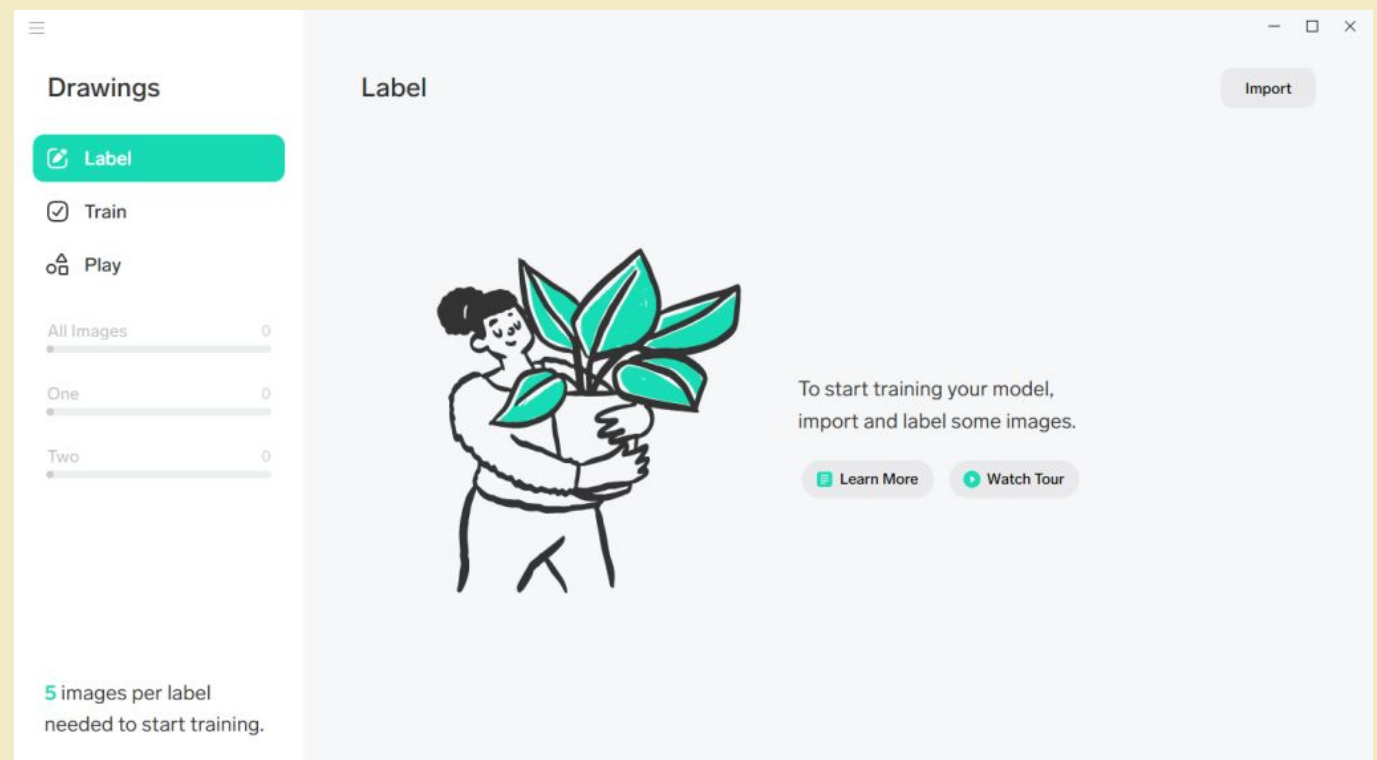 Drawings
Label
Train
Play
All Images 0
One 0
Two 0
5 images per label
needed to start training.
Label
Import
To start training your model,
import and label some images.
Learn More
Watch Tour